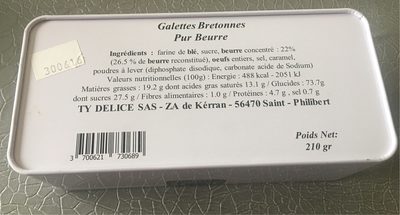 Galettes Bretonnes
Pur Beurre
Ingrédients : farine de blé, sucre, beurre concentré : 22%
(26.5 % de beurre reconstitué), oeufs entiers, sel, caramel,
poudres à lever (diphosphate disodique, carbonate acide de Sodium)
Valeurs nutritionnelles (100g) : Energie : 488 kcal - 2051 kJ
Matières grasses : 19.2 g dont acides gras saturés 13.1 g / Glucides : 73.7g
dont sucres 27.5 g / Fibres alimentaires : 1.0 g / Protéines : 4.7 g, sel 0.7 g
TY DELICE SAS - ZA de Kérran - 56470 Saint - Philibert
300616
Poids Net:
210 gr
3 700621 730689